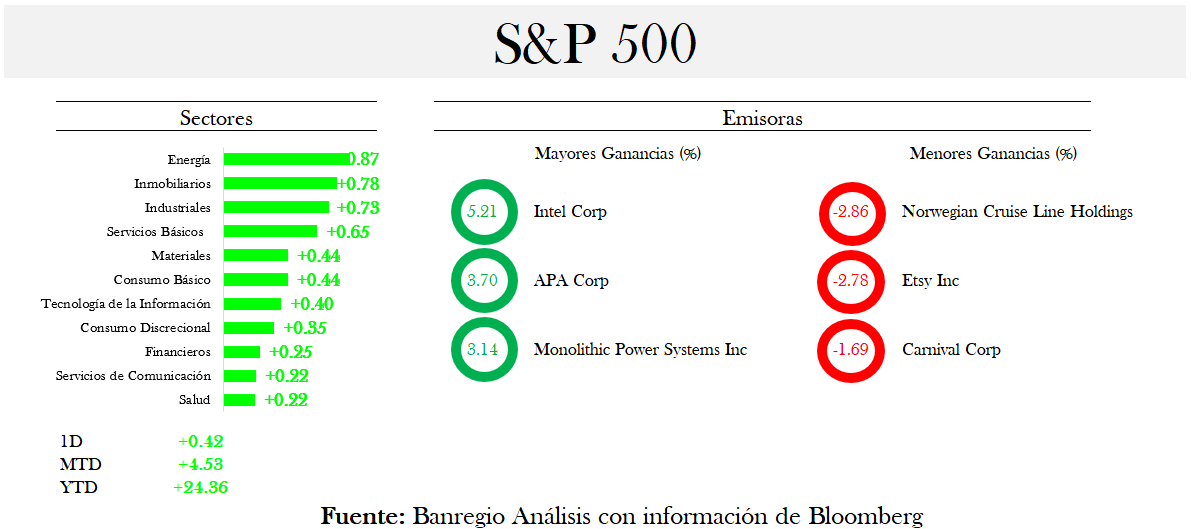 S&P 500
Sectores
Energía 0.87
Inmobiliarios +0.78
Industriales +0.73
Servicios Básicos +0.65
Materiales +0.44
Consumo Básico +0.44
Tecnología de la Información +0.40
Consumo Discrecional +0.35
Financieros +0.25
Servicios de Comunicación +0.22
Salud +0.22
1D +0.42
MTD +4.53
YTD +24.36
Emisoras
Mayores Ganancias (%)
5.21 Intel Corp
3.70 APA Corp
3.14 Monolithic Power Systems Inc
Menores Ganancias (%)
-2.86 Norwegian Cruise Line Holdings
-2.78 Etsy Inc
-1.69 Carnival Corp
Fuente: Banregio Análisis con información de Bloomberg